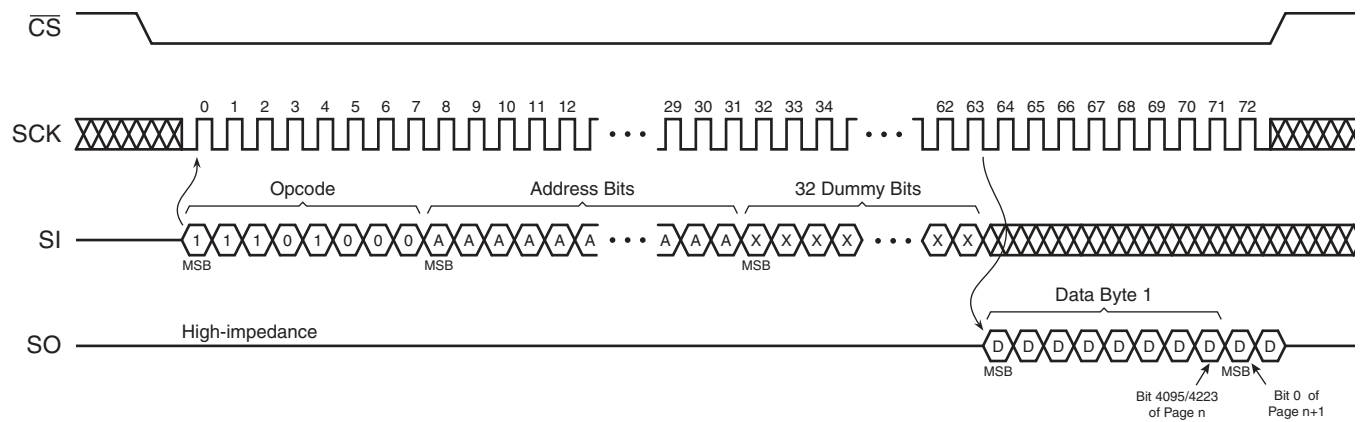 CS
SCK
0 1 2 3 4 5 6 7 8 9 10 11 12 29 30 31 32 33 34 62 63 64 65 66 67 68 69 70 71 72
Opcode Address Bits 32 Dummy Bits
SI
1 1 1 0 1 0 0 0 A A A A A A A A A X X X X X X
MSB MSB MSB
Data Byte 1
High-impedance
SO
D D D D D D D D D D
MSB MSB
Bit 4095/4223 Bit 0 of
of Page n Page n+1